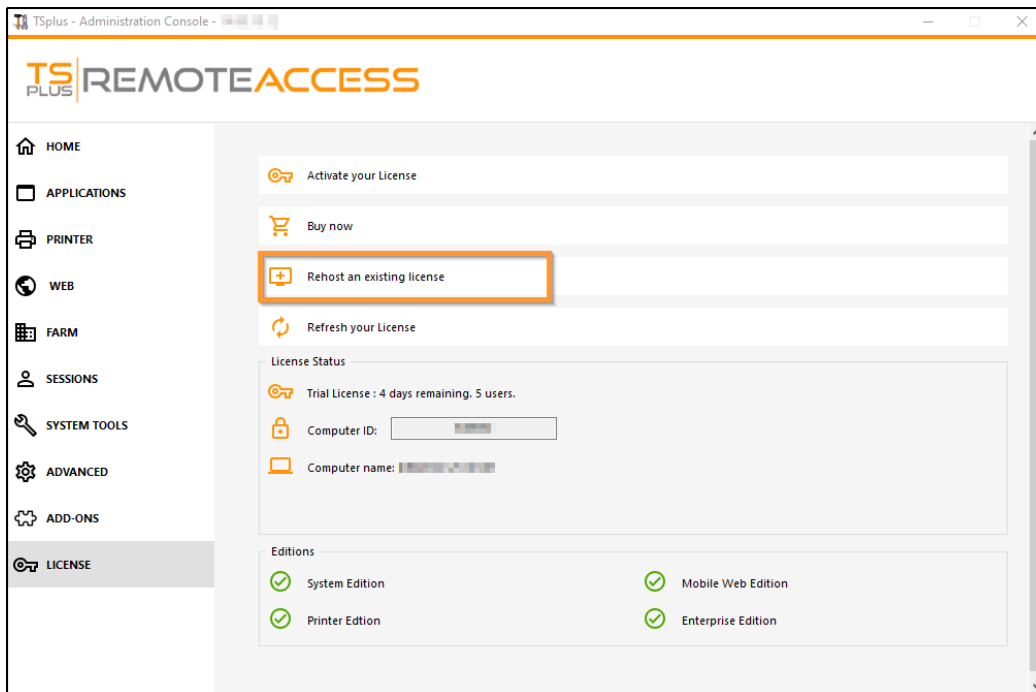 TSplus - Administration Console -
TS PLUS REMOTEACCESS
HOME
APPLICATIONS
PRINTER
WEB
FARM
SESSIONS
SYSTEM TOOLS
ADVANCED
ADD-ONS
LICENSE
Activate your License
Buy now
Rehost an existing license
Refresh your License
License Status
Trial License : 4 days remaining. 5 users.
Computer ID:
Computer name:
Editions
System Edition
Mobile Web Edition
Printer Edtion
Enterprise Edition